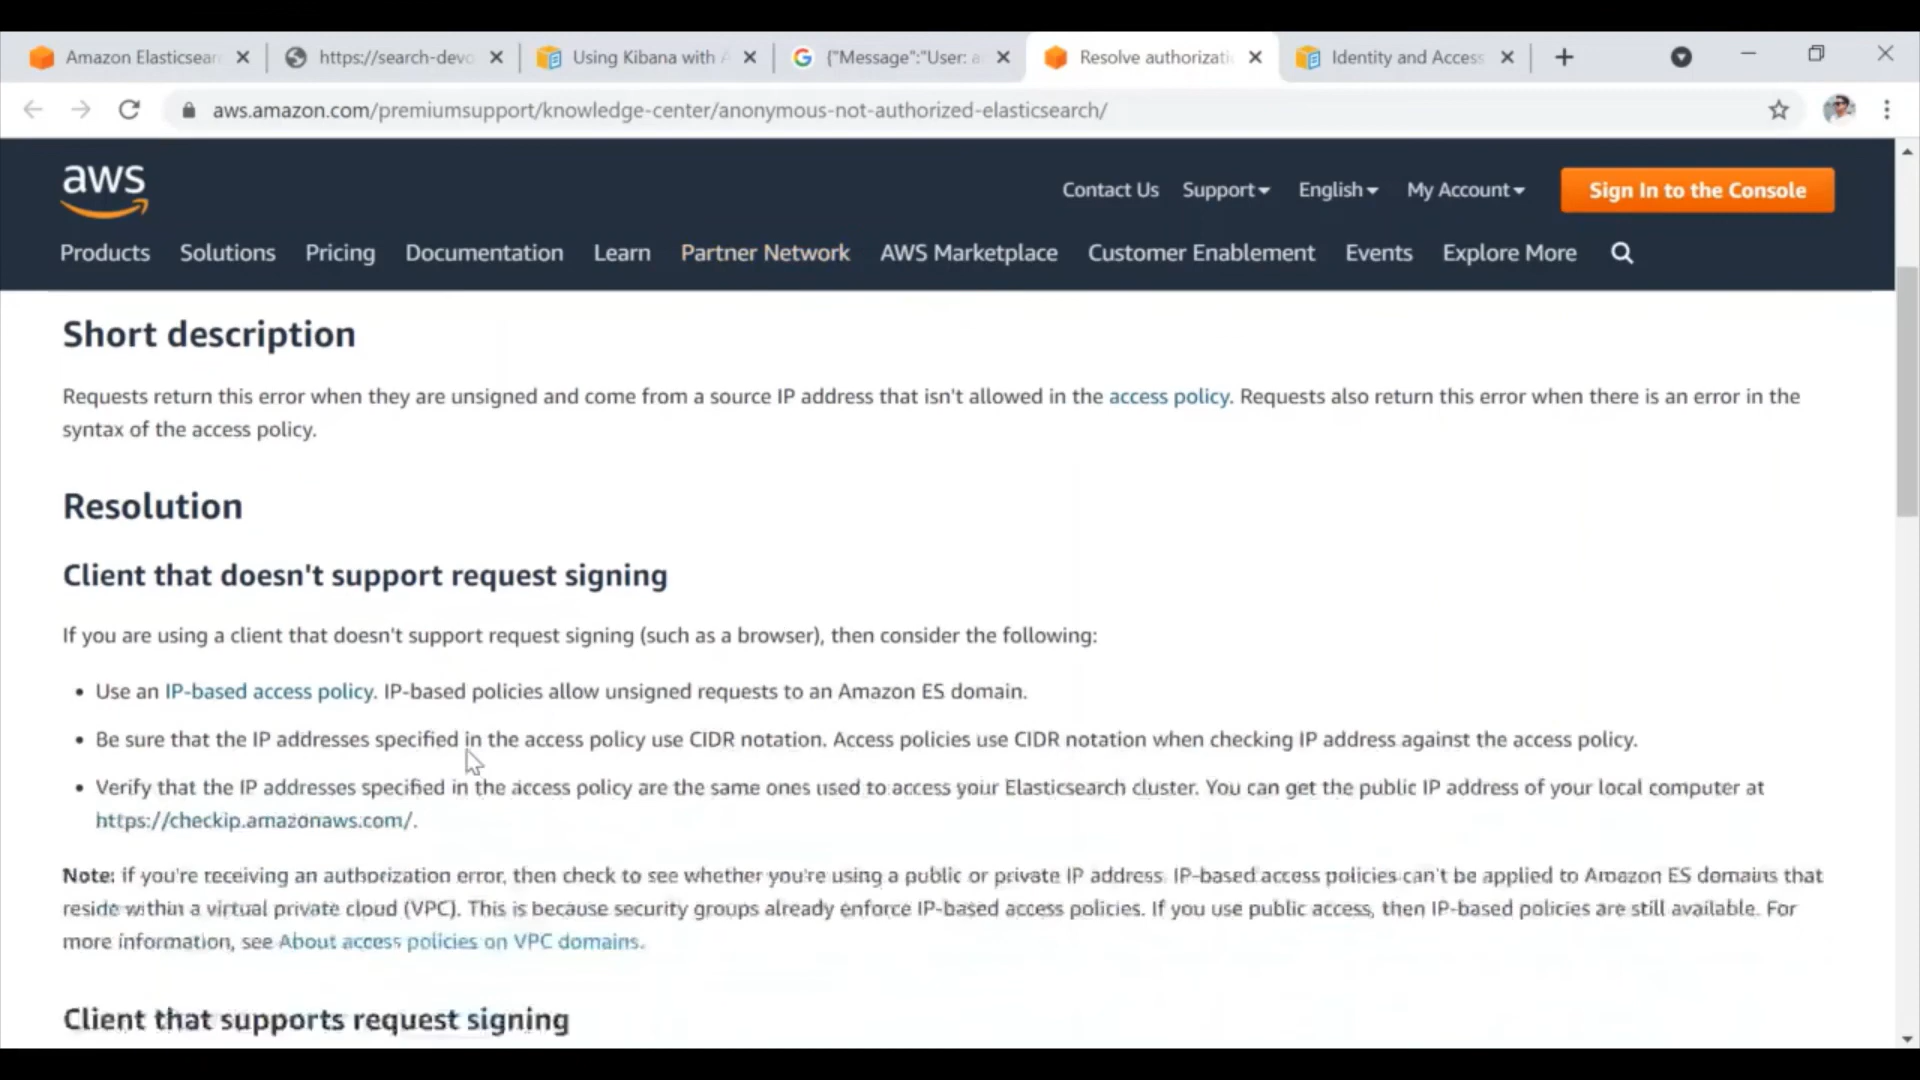 Amazon Elasticsear
https://search-devo
Using Kibana with A
{"Message":"User: a
Resolve authorizati
Identity and Access
aws.amazon.com/premiumsupport/knowledge-center/anonymous-not-authorized-elasticsearch/
aws
Contact Us Support English My Account Sign In to the Console
Products Solutions Pricing Documentation Learn Partner Network AWS Marketplace Customer Enablement Events Explore More
Short description
Requests return this error when they are unsigned and come from a source IP address that isn't allowed in the access policy. Requests also return this error when there is an error in the
syntax of the access policy.
Resolution
Client that doesn't support request signing
If you are using a client that doesn't support request signing (such as a browser), then consider the following:
• Use an IP-based access policy. IP-based policies allow unsigned requests to an Amazon ES domain.
• Be sure that the IP addresses specified in the access policy use CIDR notation. Access policies use CIDR notation when checking IP address against the access policy.
• Verify that the IP addresses specified in the access policy are the same ones used to access your Elasticsearch cluster. You can get the public IP address of your local computer at
https://checkip.amazonaws.com/.
Note: if you're receiving an authorization error, then check to see whether you're using a public or private IP address. IP-based access policies can't be applied to Amazon ES domains that
reside within a virtual private cloud (VPC). This is because security groups already enforce IP-based access policies. If you use public access, then IP-based policies are still available. For
more information, see About access policies on VPC domains.
Client that supports request signing